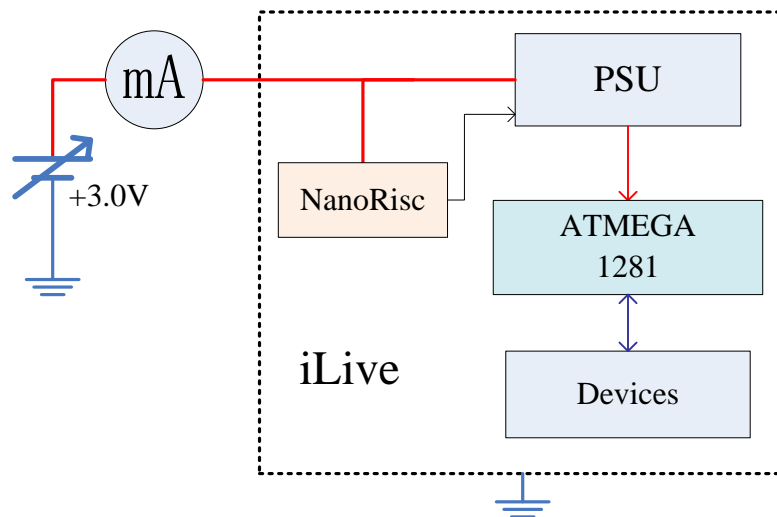 mA
PSU
+3.0V
NanoRisc
ATMEGA
1281
iLive
Devices